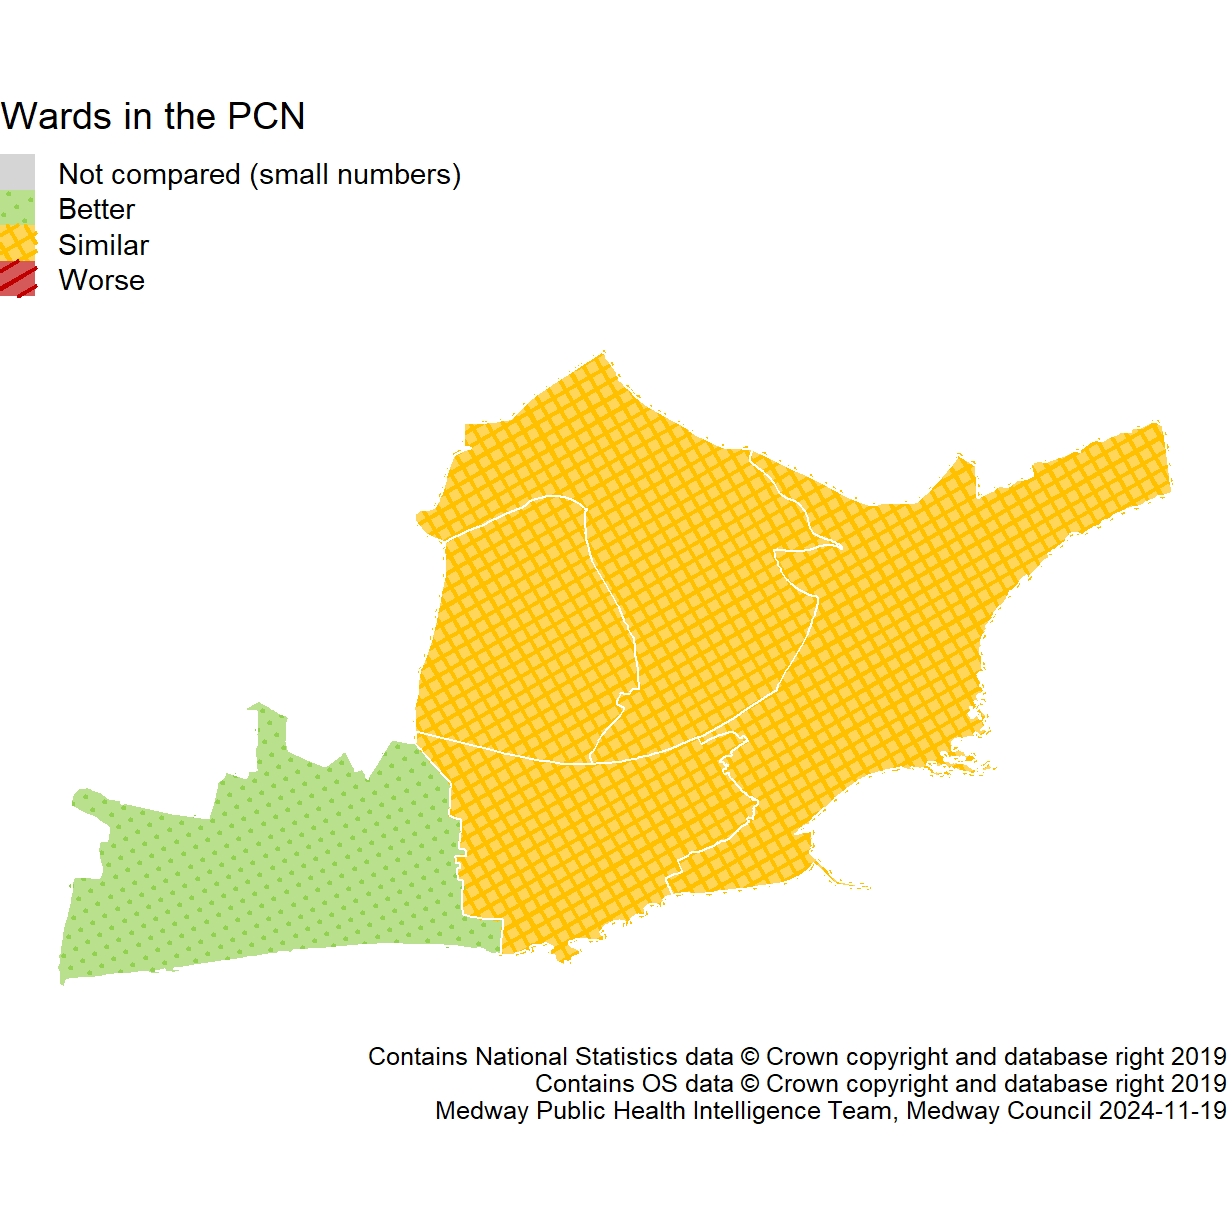 Wards in the PCN
Not compared (small numbers)
Better
Similar
Worse
Contains National Statistics data © Crown copyright and database right 2019
Contains OS data © Crown copyright and database right 2019
Medway Public Health Intelligence Team, Medway Council 2024-11-19